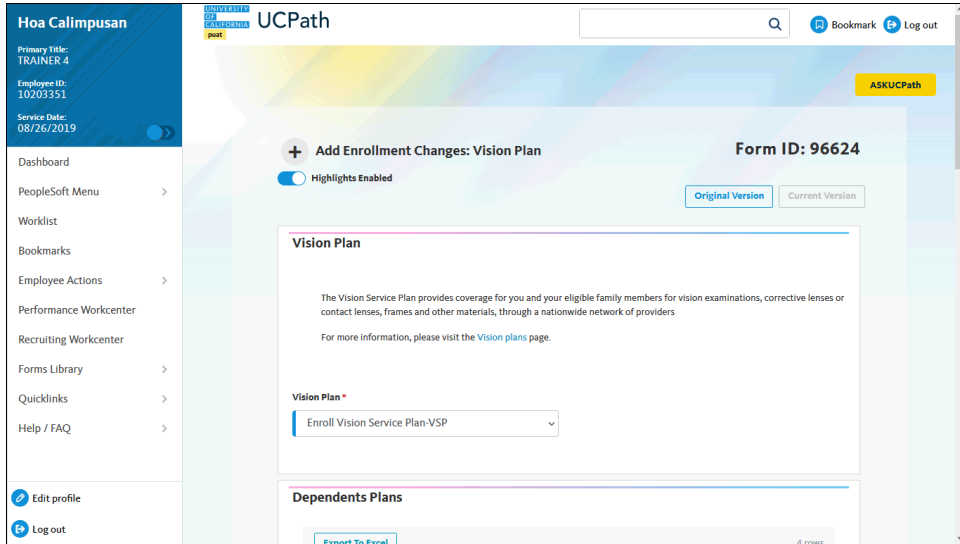 Hoa Calimpusan
Primary Title:
TRAINER 4
Employee ID:
10203351
Service Date:
08/26/2019
Dashboard
PeopleSoft Menu
Worklist
Bookmarks
Employee Actions
Performance Workcenter
Recruiting Workcenter
Forms Library
Quicklinks
Help / FAQ
Edit profile
Log out
UNIVERSITY
OF
CALIFORNIA
puat
UCPath
Bookmark
Log out
ASKUCPath
Add Enrollment Changes: Vision Plan
Form ID: 96624
Highlights Enabled
Original Version
Current Version
Vision Plan
The Vision Service Plan provides coverage for you and your eligible family members for vision examinations, corrective lenses or
contact lenses, frames and other materials, through a nationwide network of providers
For more information, please visit the Vision plans page.
Vision Plan *
Enroll Vision Service Plan-VSP
Dependents Plans
Export To Excel
4 rows